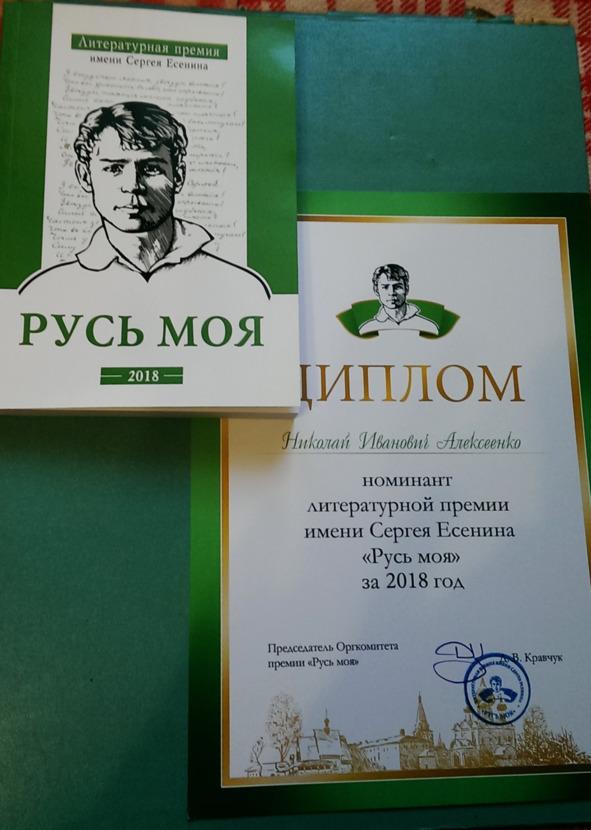 Литературная премия
имени Сергея Есенина
РУСЬ МОЯ
2018
ДИПЛОМ
Николай Иванович Алексеенко
номинант
литературной премии
имени Сергея Есенина
«Русь моя»
за 2018 год
Председатель Оргкомитета
премии «Русь моя»
В. Кравчук